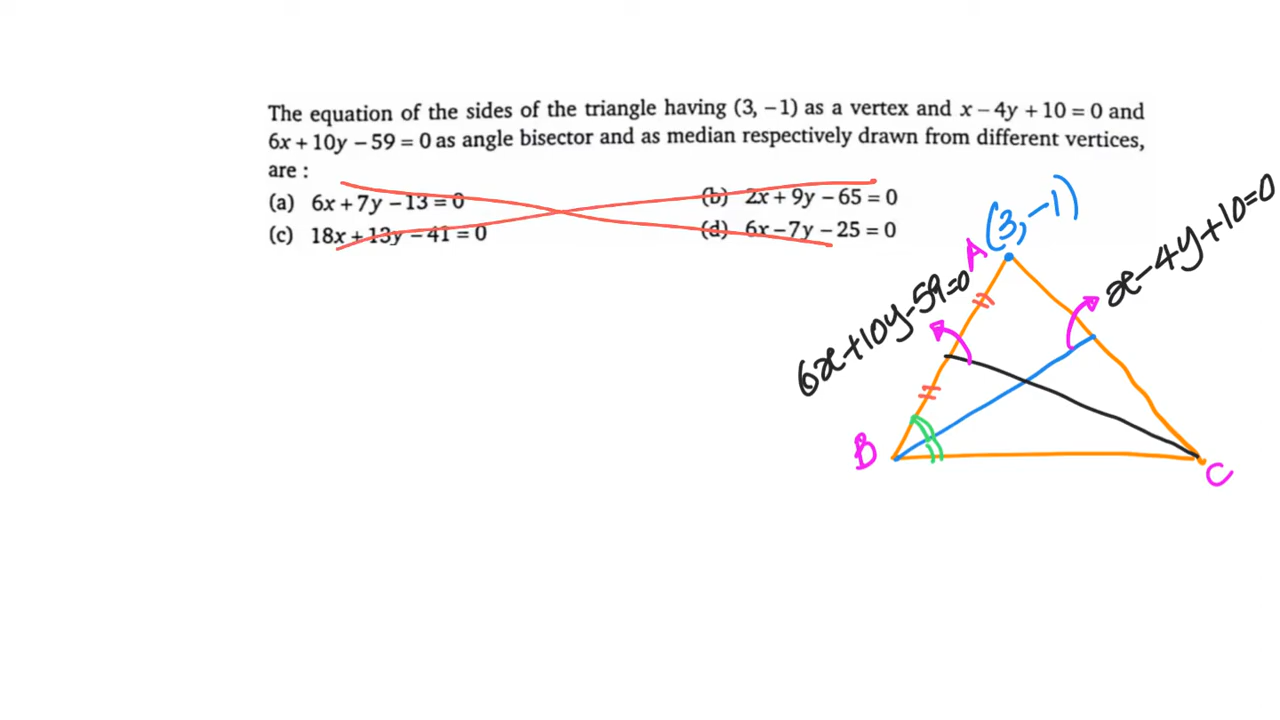 The equation of the sides of the triangle having (3, −1) as a vertex and x − 4y + 10 = 0 and
6x + 10y − 59 = 0 as angle bisector and as median respectively drawn from different vertices,
are :
(a) 6x + 7y − 13 = 0 (b) 2x + 9y − 65 = 0
(c) 18x + 13y − 41 = 0 (d) 6x − 7y − 25 = 0
A (3, −1)
x − 4y + 10 = 0
6x + 10y − 59 = 0
B
C